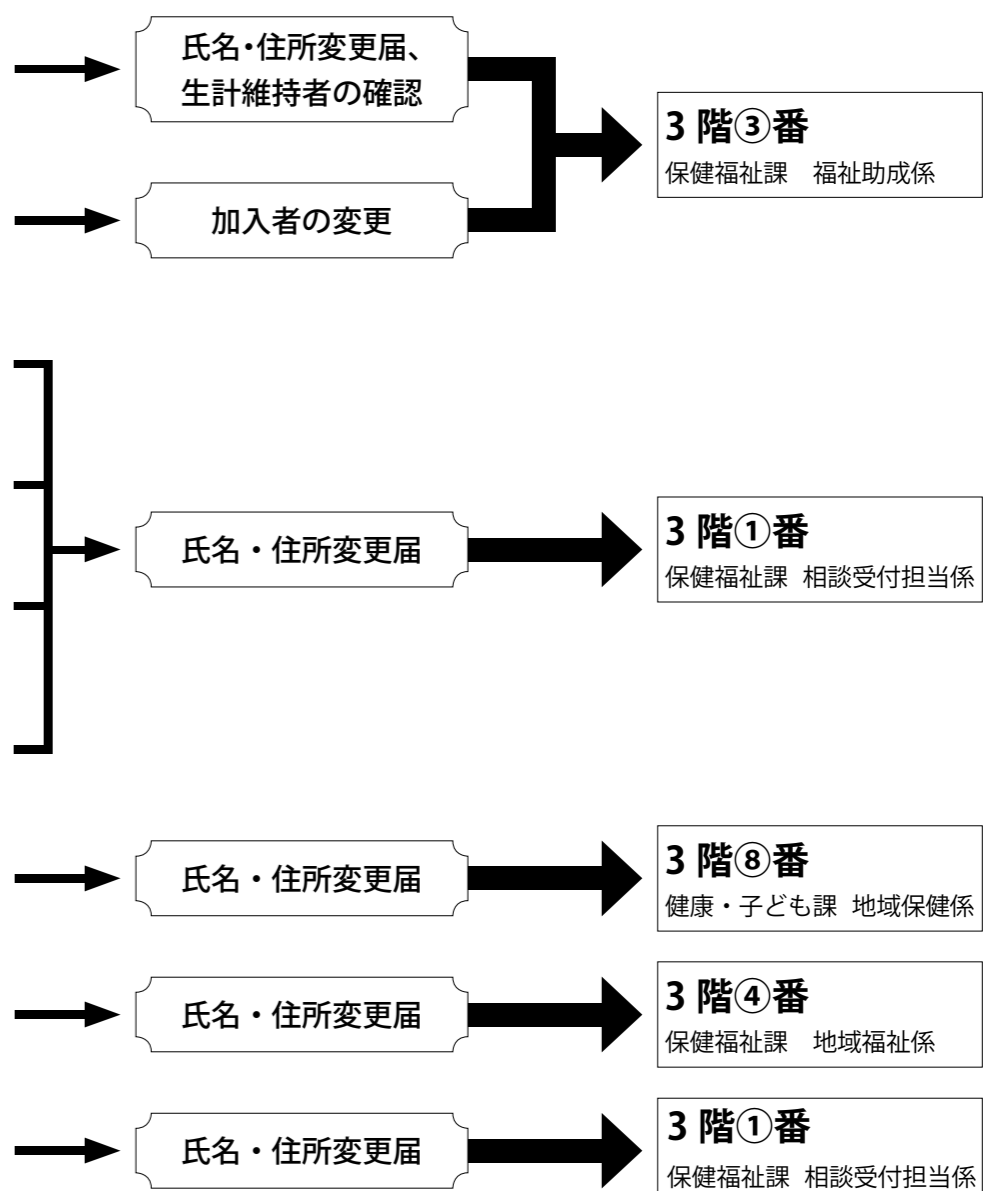 氏名・住所変更届、
生計維持者の確認
3 階③番
保健福祉課　福祉助成係
加入者の変更
氏名・住所変更届
3 階①番
保健福祉課 相談受付担当係
氏名・住所変更届
3 階⑧番
健康・子ども課 地域保健係
氏名・住所変更届
3 階④番
保健福祉課　地域福祉係
氏名・住所変更届
3 階①番
保健福祉課 相談受付担当係